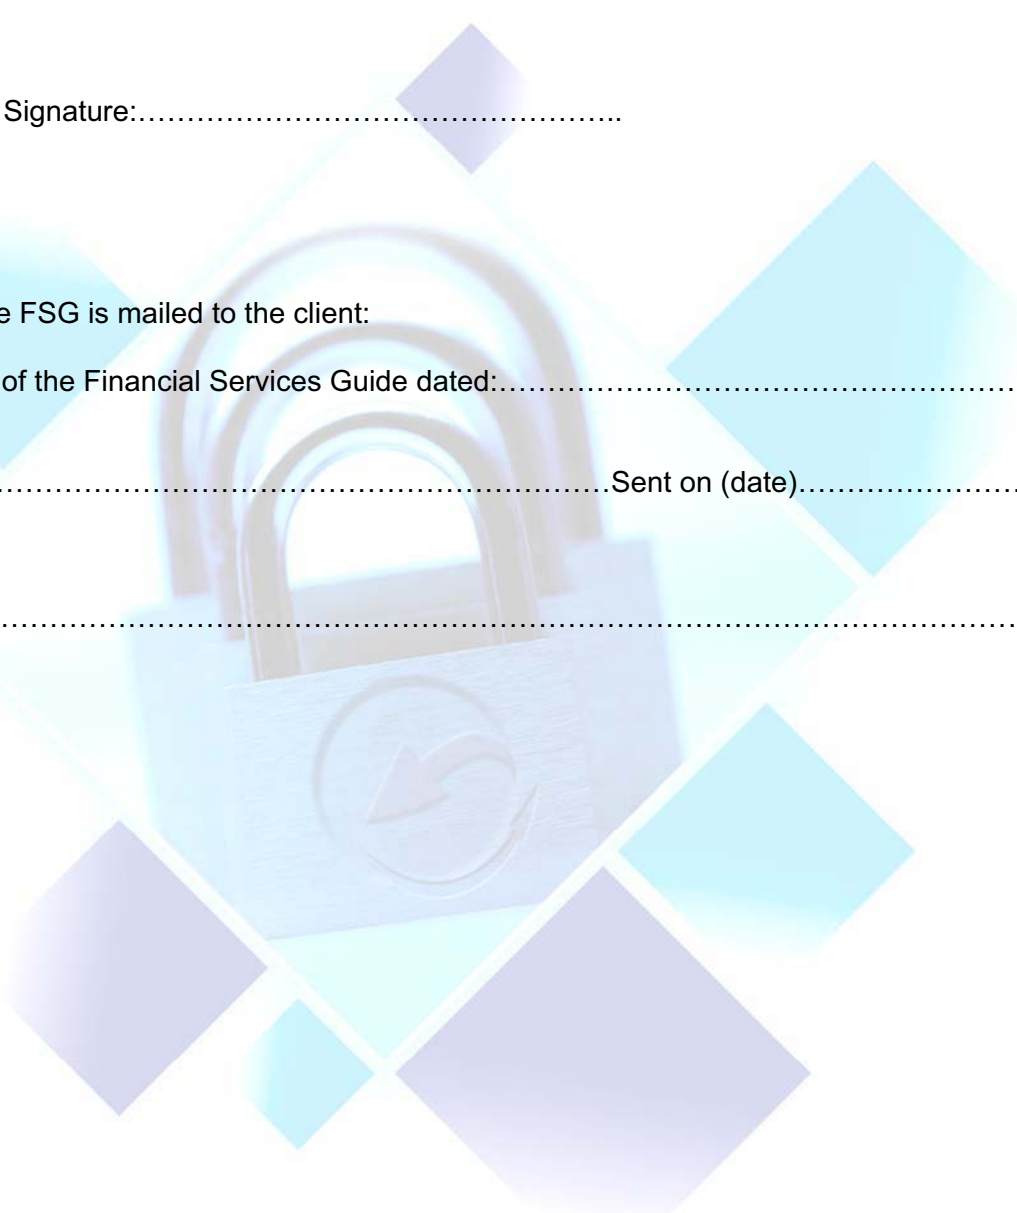 Signature:…………………………………………..
e FSG is mailed to the client:
of the Financial Services Guide dated:………………………………………………
………………………………………………………Sent on (date)……………………
……………………………………………………………………………………………